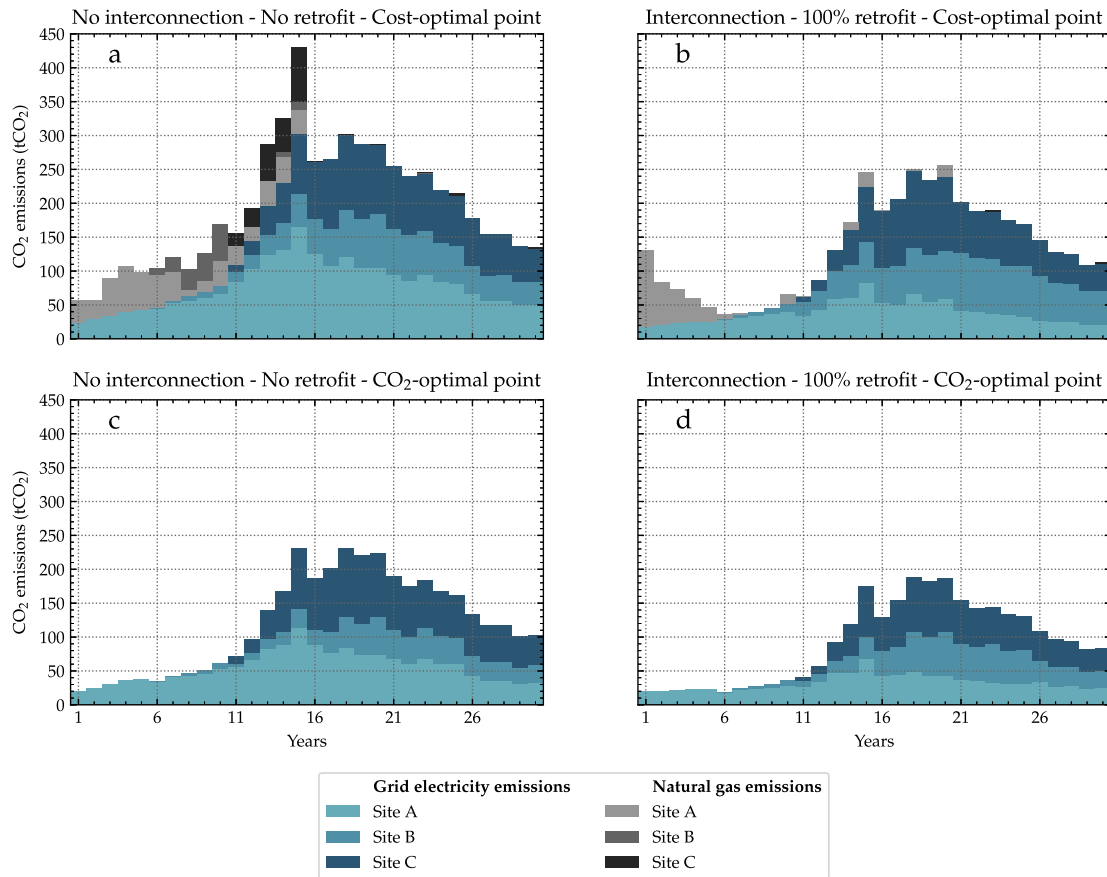 No interconnection - No retrofit - Cost-optimal point
Interconnection - 100% retrofit - Cost-optimal point
a
b
450
400
350
300
250
200
150
100
50
0
CO₂ emissions (tCO₂)
No interconnection - No retrofit - CO₂-optimal point
Interconnection - 100% retrofit - CO₂-optimal point
c
d
450
400
350
300
250
200
150
100
50
0
CO₂ emissions (tCO₂)
1 6 11 16 21 26
1 6 11 16 21 26
Years
Years
Grid electricity emissions
Site A
Site B
Site C
Natural gas emissions
Site A
Site B
Site C